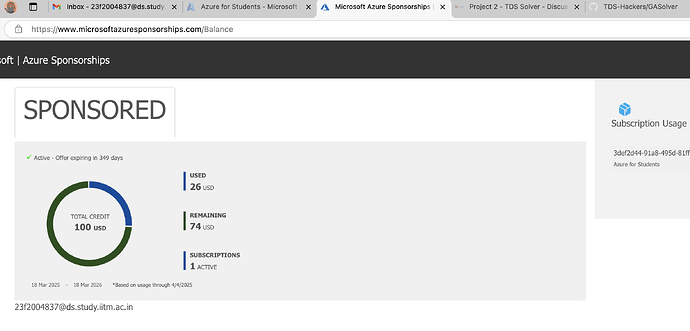 Inbox - 23f2004837@ds.study.
Azure for Students - Microsoft
Microsoft Azure Sponsorships |
Project 2 - TDS Solver - Discus
TDS-Hackers/GASolver
https://www.microsoftazuresponsorships.com/Balance
soft | Azure Sponsorships
SPONSORED
Subscription Usage
3def2d44-91a8-495d-81ff
Azure for Students
✓ Active - Offer expiring in 349 days
TOTAL CREDIT
100 USD
USED
26 USD
REMAINING
74 USD
SUBSCRIPTIONS
1 ACTIVE
18 Mar 2025 - 18 Mar 2026 *Based on usage through 4/4/2025
23f2004837@ds.study.iitm.ac.in